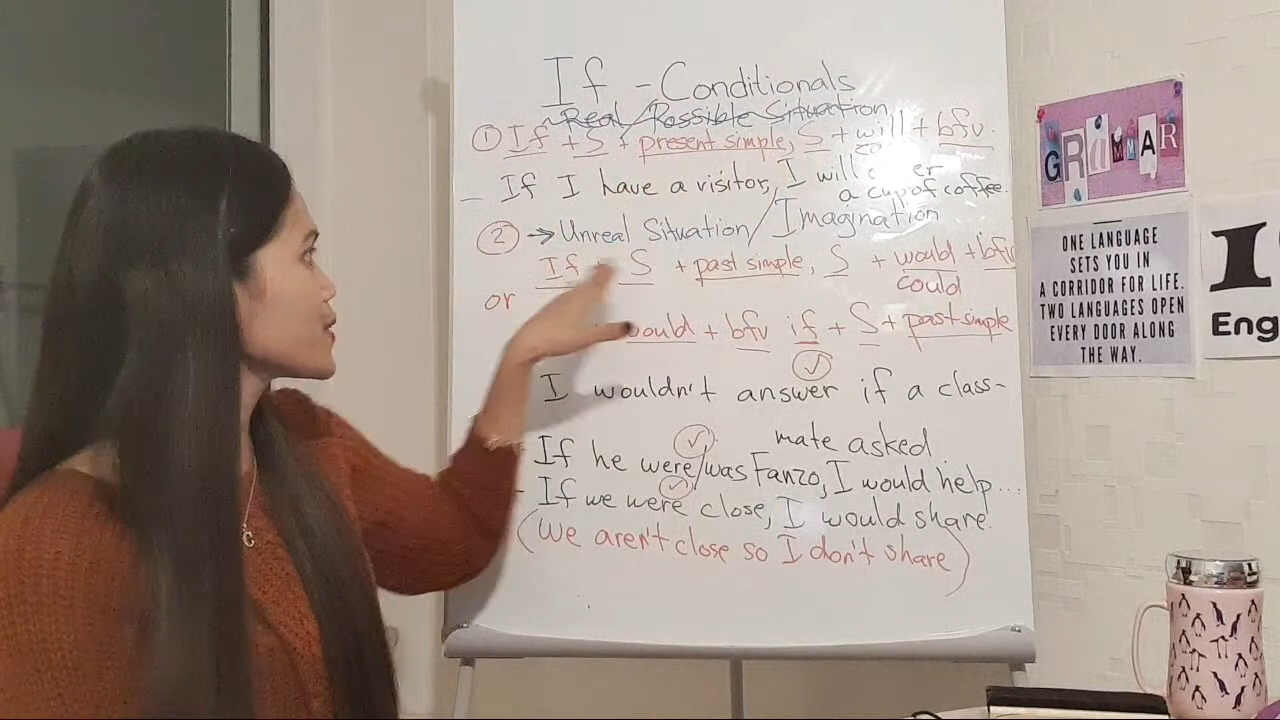 If - Conditionals
Real / Possible Situation
① If + S + present simple, S + will + bfv.
- If I have a visitor, I will er
a cup of coffee.
② → Unreal Situation / Imagination
If + S + past simple, S + would + bfv
could
or
would + bfv if + S + past simple
I wouldn't answer if a class-
mate asked
If he were/was Fanzo, I would help...
- If we were close, I would share.
(We aren't close so I don't share)
GRAMMAR
ONE LANGUAGE
SETS YOU IN
A CORRIDOR FOR LIFE.
TWO LANGUAGES OPEN
EVERY DOOR ALONG
THE WAY.
I
Eng
C